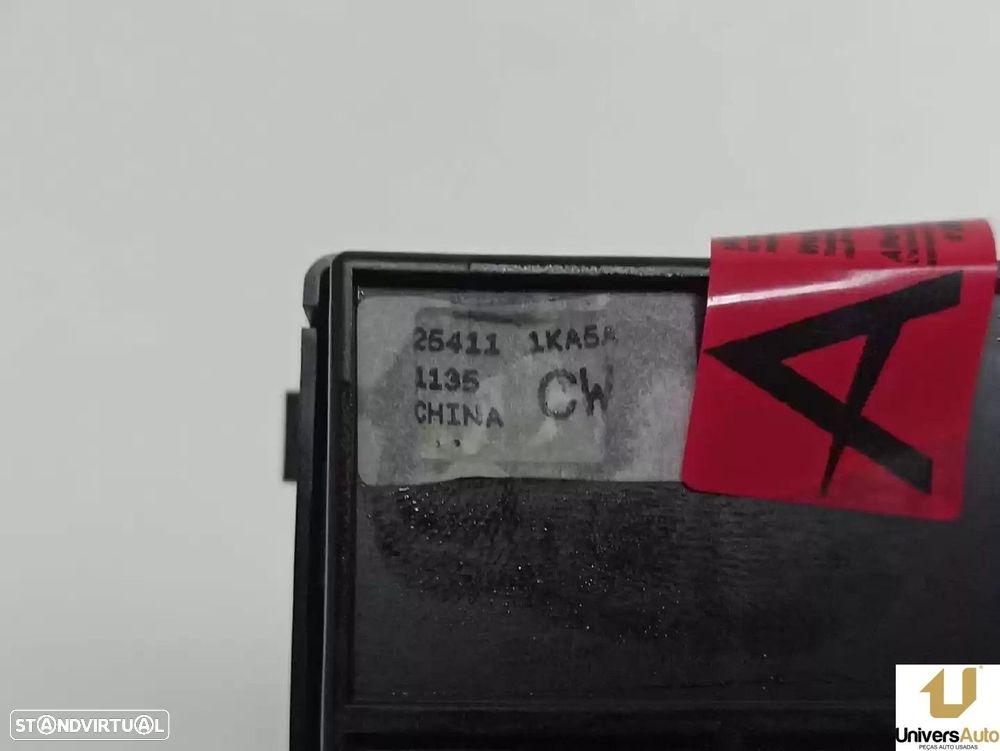 25411 1KA5A
1135 CW
CHINA
A
STANDVIRTUAL
UniversAuto
PEÇAS AUTO USADAS